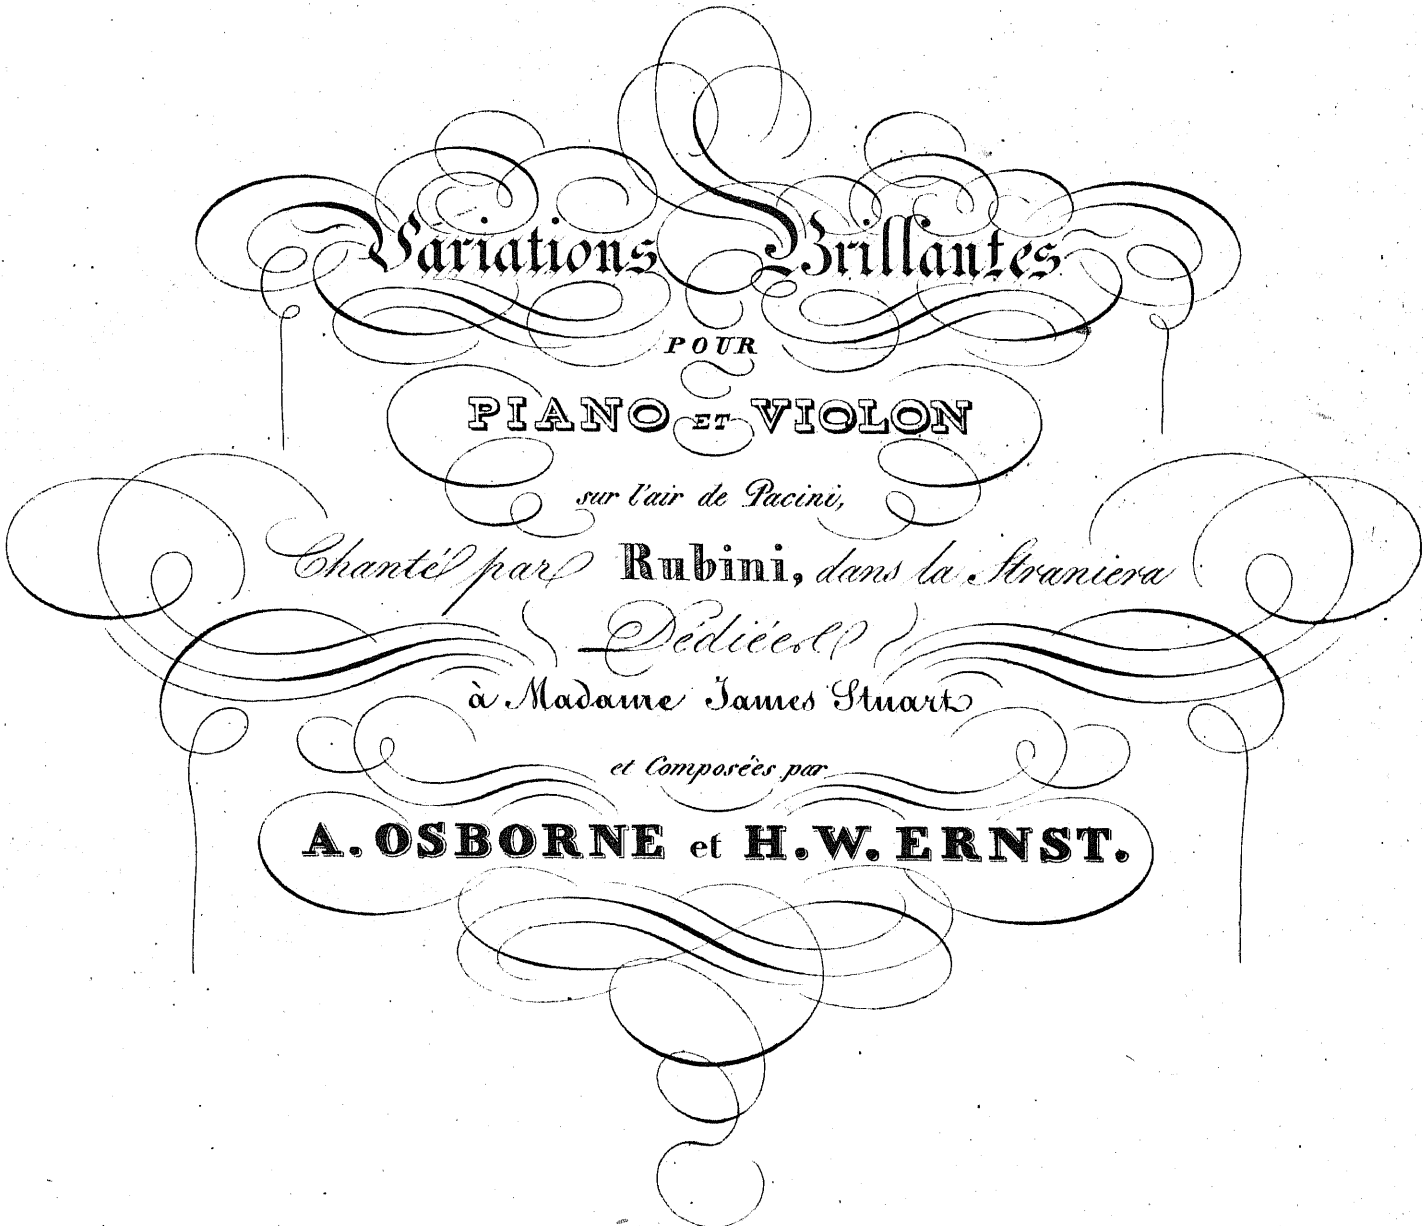 Variations Brillantes
POUR
PIANO ET VIOLON
sur l'air de Pacini,
Chanté par Rubini, dans la Straniera
Dédiées
à Madame James Stuart
et Composées par
A. OSBORNE et H. W. ERNST.